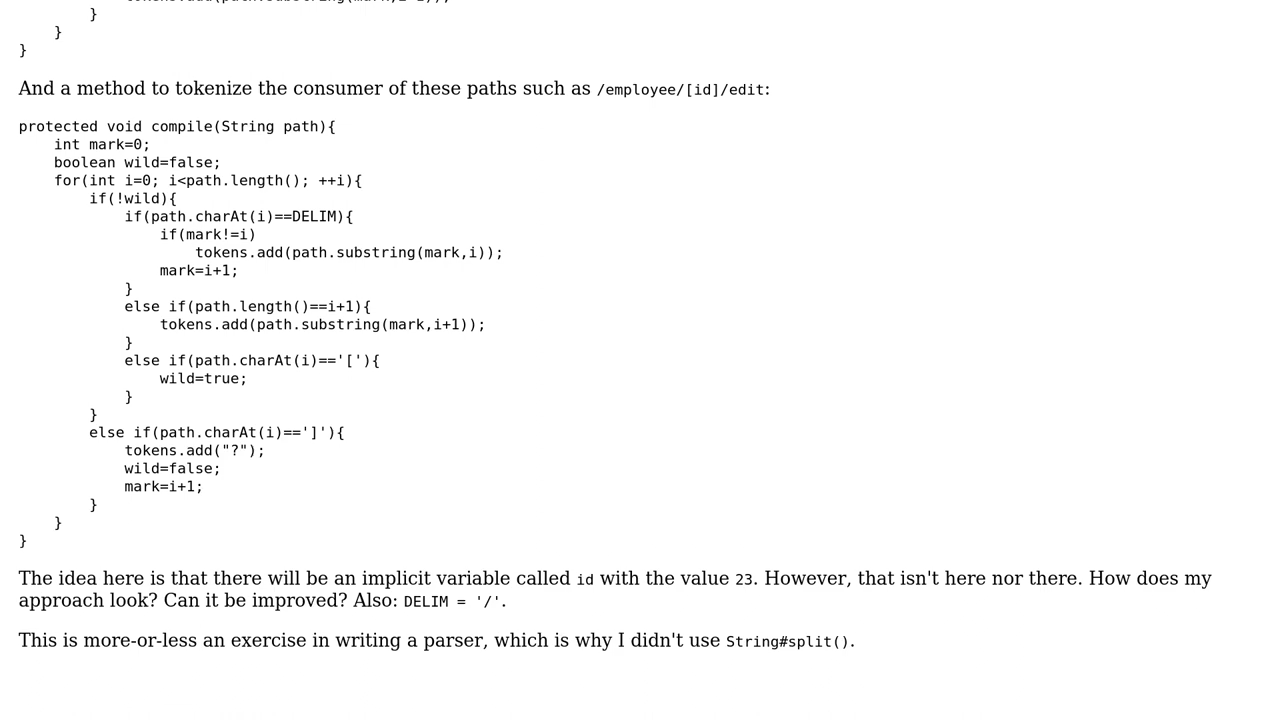 tokens.add(path.substring(mark,i+1));
        }
    }
}
And a method to tokenize the consumer of these paths such as /employee/[id]/edit:
protected void compile(String path){
    int mark=0;
    boolean wild=false;
    for(int i=0; i<path.length(); ++i){
        if(!wild){
            if(path.charAt(i)==DELIM){
                if(mark!=i)
                    tokens.add(path.substring(mark,i));
                mark=i+1;
            }
            else if(path.length()==i+1){
                tokens.add(path.substring(mark,i+1));
            }
            else if(path.charAt(i)=='['){
                wild=true;
            }
        }
        else if(path.charAt(i)==']'){
            tokens.add("?");
            wild=false;
            mark=i+1;
        }
    }
}
The idea here is that there will be an implicit variable called id with the value 23. However, that isn't here nor there. How does my
approach look? Can it be improved? Also: DELIM = '/'.
This is more-or-less an exercise in writing a parser, which is why I didn't use String#split().